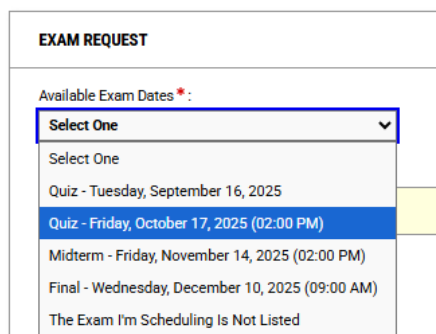 EXAM REQUEST
Available Exam Dates * :
Select One
Select One
Quiz - Tuesday, September 16, 2025
Quiz - Friday, October 17, 2025 (02:00 PM)
Midterm - Friday, November 14, 2025 (02:00 PM)
Final - Wednesday, December 10, 2025 (09:00 AM)
The Exam I'm Scheduling Is Not Listed